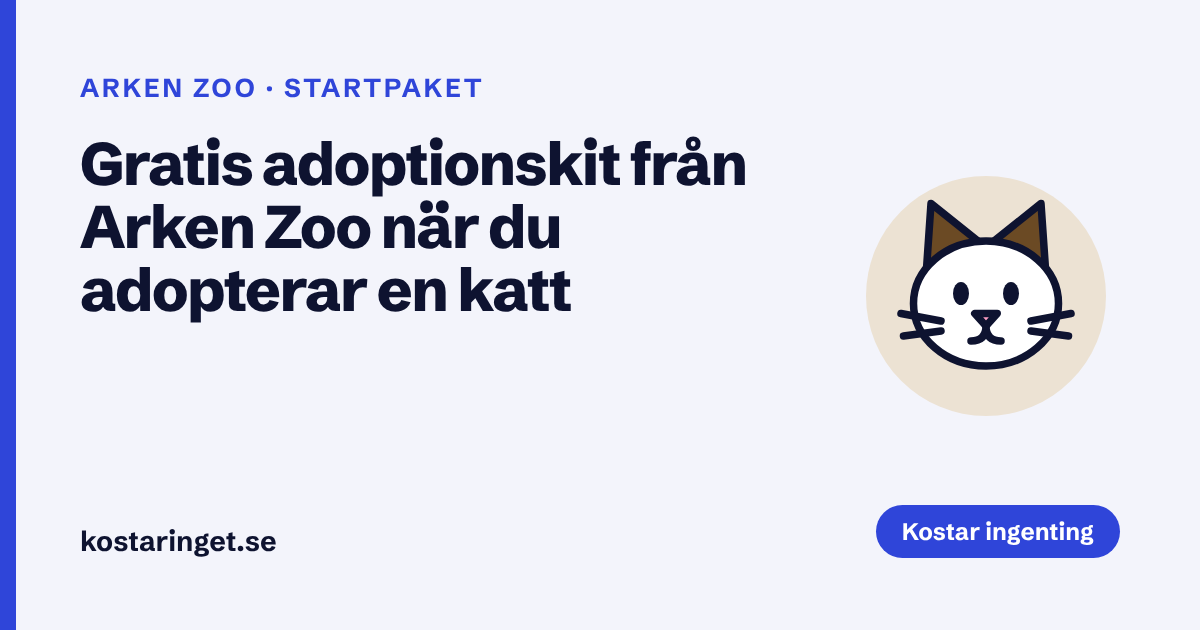 ARKEN ZOO · STARTPAKET
Gratis adoptionskit från
Arken Zoo när du
adopterar en katt
kostaringet.se
Kostar ingenting